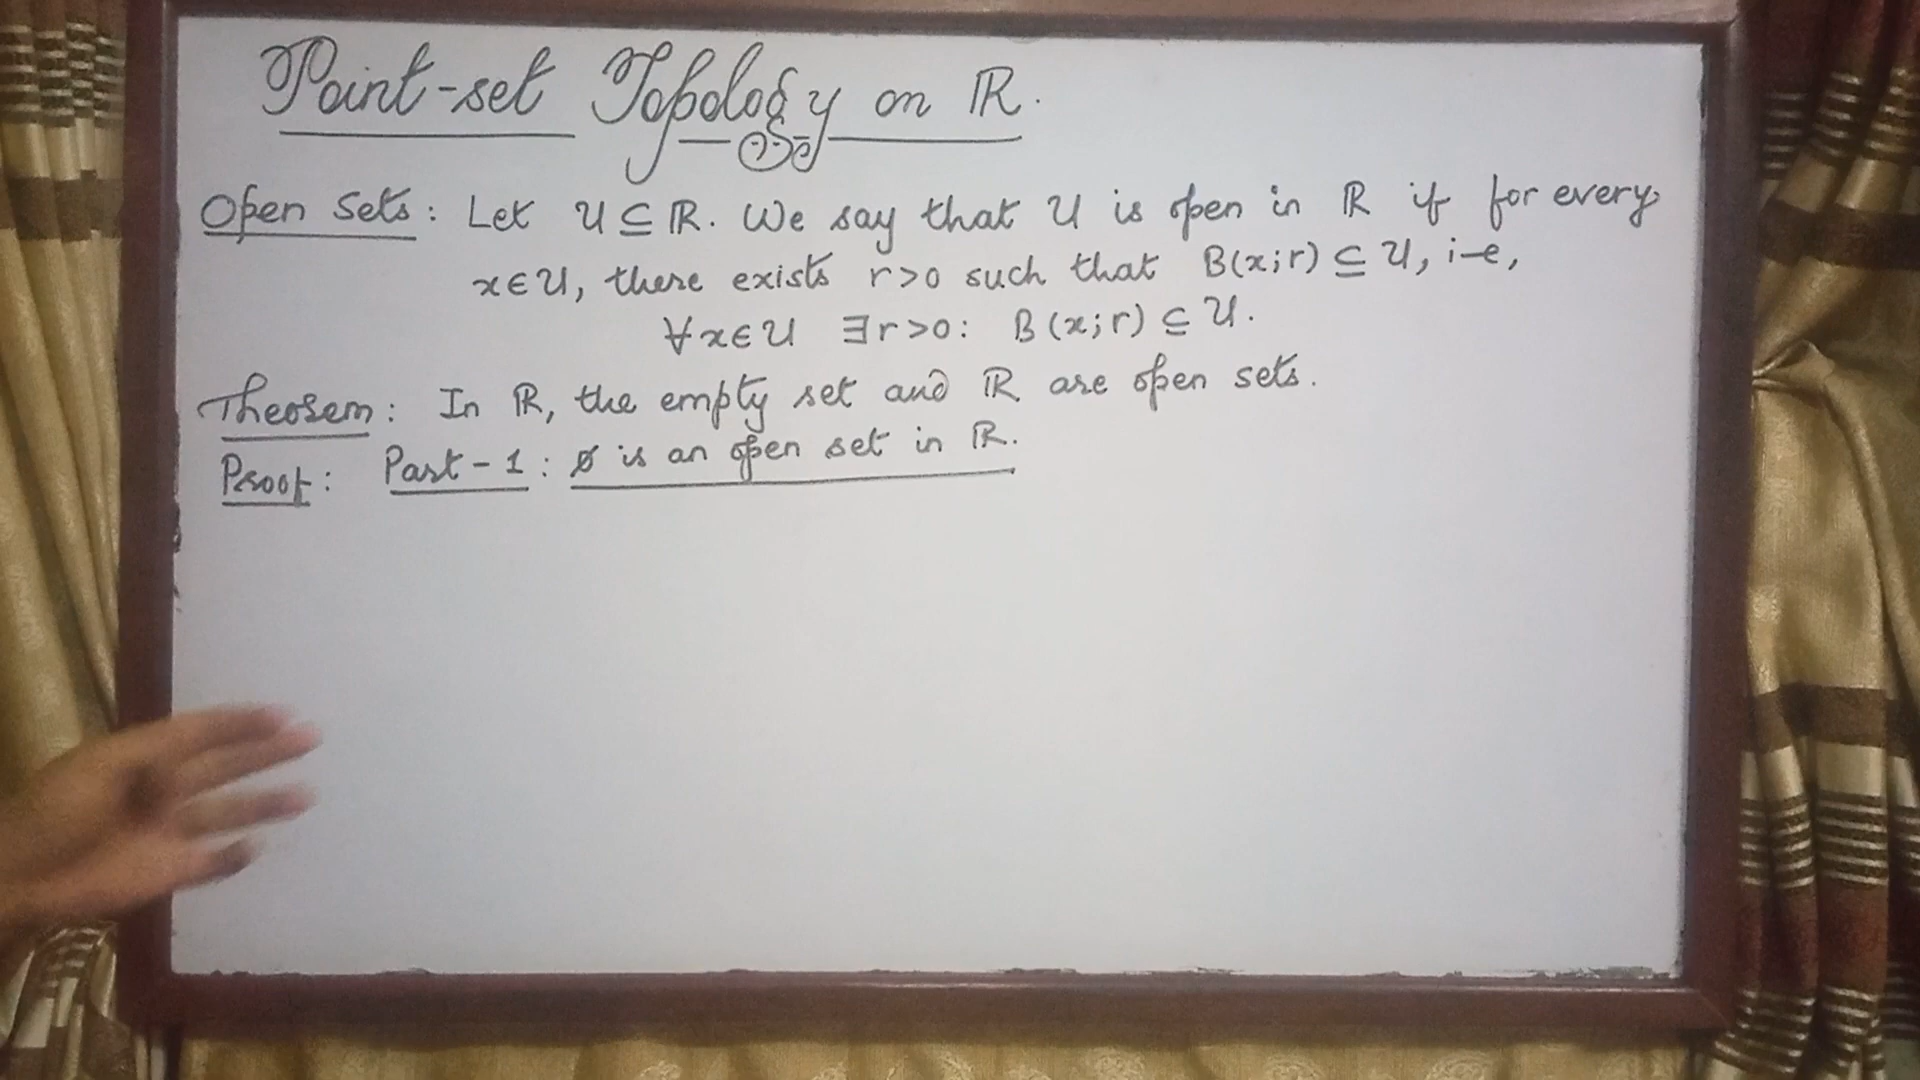 Point-set Topology on ℝ.
Open Sets: Let U ⊆ ℝ. We say that U is open in ℝ if for every
x∈U, there exists r>0 such that B(x;r) ⊆ U, i-e,
∀x∈U ∃r>0: B(x;r) ⊆ U.
Theorem: In ℝ, the empty set and ℝ are open sets.
Proof: Part-1: ∅ is an open set in ℝ.